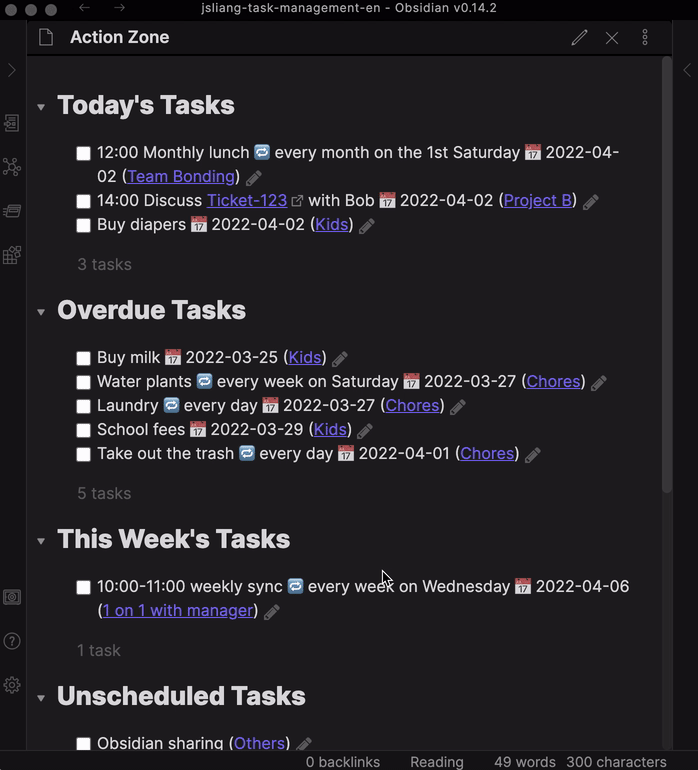 jsliang-task-management-en - Obsidian v0.14.2
Action Zone
Today's Tasks
12:00 Monthly lunch 🔁 every month on the 1st Saturday 📅 2022-04-
02 (Team Bonding)
14:00 Discuss Ticket-123 with Bob 📅 2022-04-02 (Project B)
Buy diapers 📅 2022-04-02 (Kids)
3 tasks
Overdue Tasks
Buy milk 📅 2022-03-25 (Kids)
Water plants 🔁 every week on Saturday 📅 2022-03-27 (Chores)
Laundry 🔁 every day 📅 2022-03-27 (Chores)
School fees 📅 2022-03-29 (Kids)
Take out the trash 🔁 every day 📅 2022-04-01 (Chores)
5 tasks
This Week's Tasks
10:00-11:00 weekly sync 🔁 every week on Wednesday 📅 2022-04-06
(1 on 1 with manager)
1 task
Unscheduled Tasks
Obsidian sharing (Others)
0 backlinks Reading 49 words 300 characters